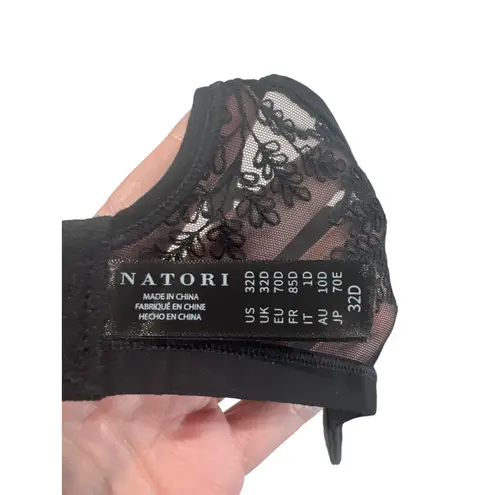 NATORI
MADE IN CHINA
FABRIQUÉ EN CHINE
HECHO EN CHINA
US 32D
UK 32D
EU 70D
FR 85D
IT 1D
AU 10D
JP 70E
32D